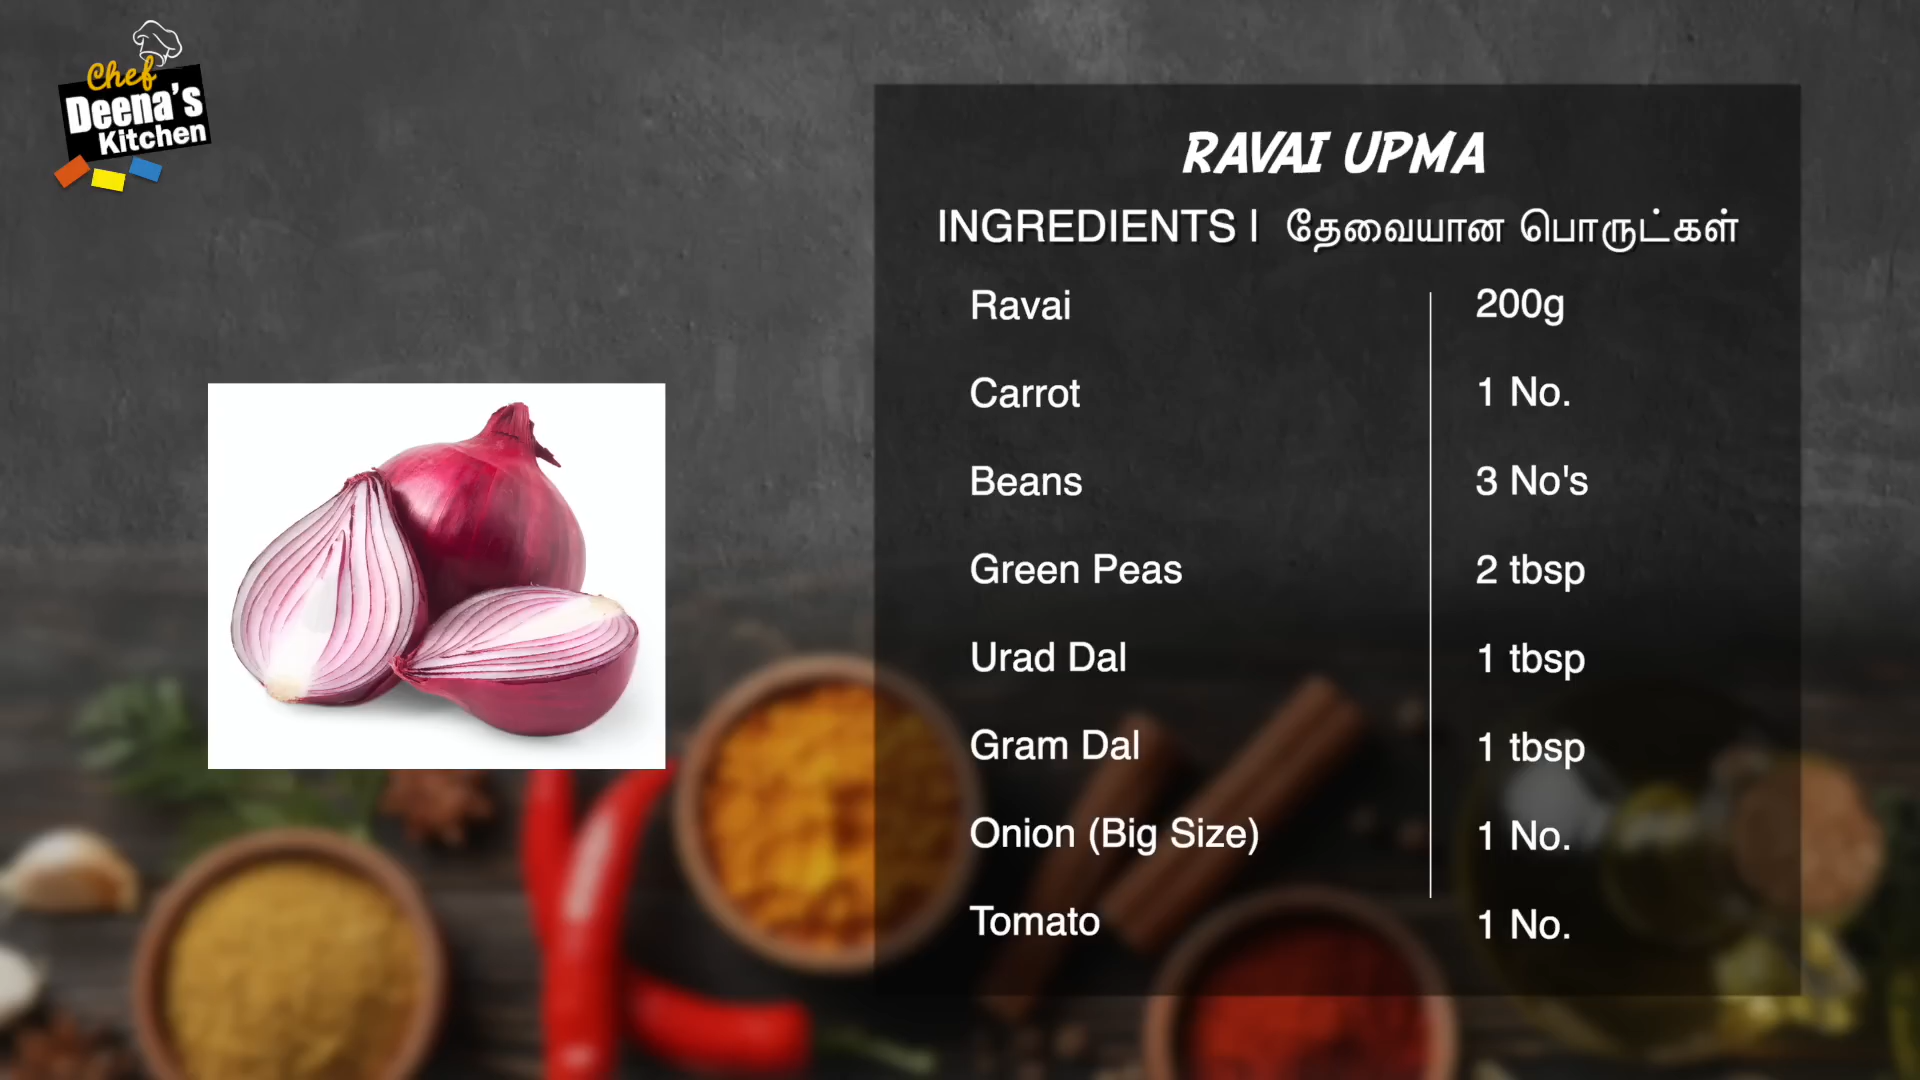 Chef
Deena's
Kitchen
RAVAI UPMA
INGREDIENTS | தேவையான பொருட்கள்
Ravai 200g
Carrot 1 No.
Beans 3 No's
Green Peas 2 tbsp
Urad Dal 1 tbsp
Gram Dal 1 tbsp
Onion (Big Size) 1 No.
Tomato 1 No.